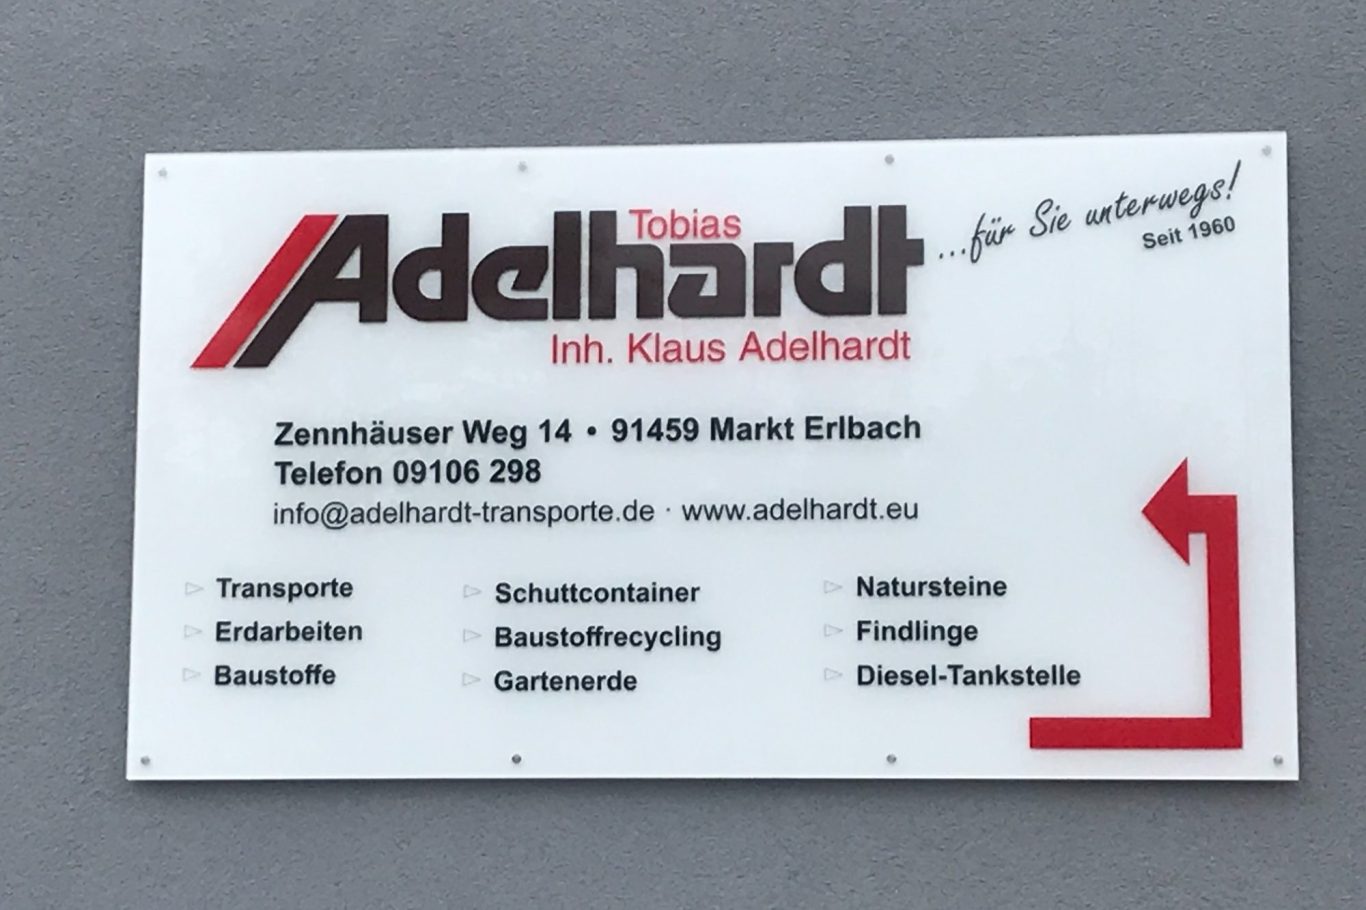 Tobias
Adelhardt
...für Sie unterwegs!
Seit 1960
Inh. Klaus Adelhardt
Zennhäuser Weg 14 • 91459 Markt Erlbach
Telefon 09106 298
info@adelhardt-transporte.de · www.adelhardt.eu
Transporte
Erdarbeiten
Baustoffe
Schuttcontainer
Baustoffrecycling
Gartenerde
Natursteine
Findlinge
Diesel-Tankstelle